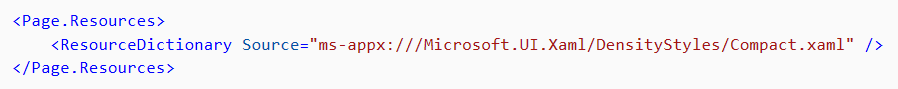 <Page.Resources>
    <ResourceDictionary Source="ms-appx:///Microsoft.UI.Xaml/DensityStyles/Compact.xaml" />
</Page.Resources>